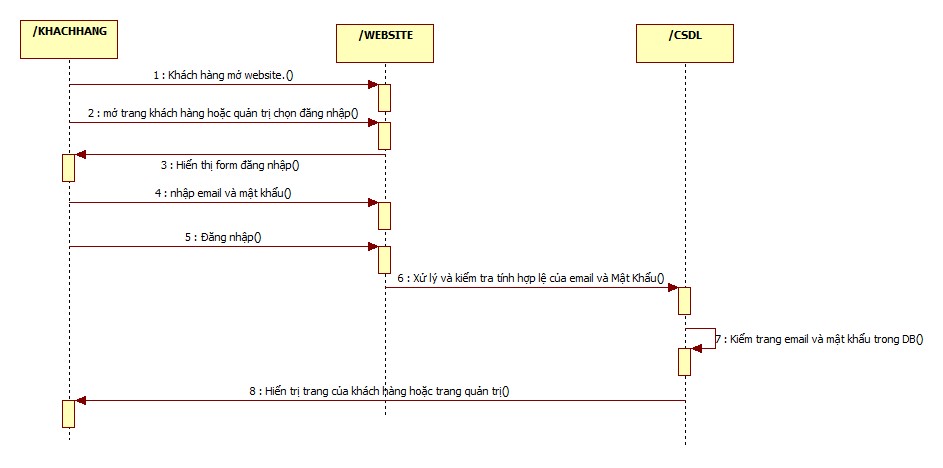 /KHACHHANG
/WEBSITE
/CSDL
1 : Khách hàng mở website.()
2 : mở trang khách hàng hoặc quản trị chọn đăng nhập()
3 : Hiển thị form đăng nhập()
4 : nhập email và mật khẩu()
5 : Đăng nhập()
6 : Xử lý và kiểm tra tính hợp lệ của email và Mật Khẩu()
7 : Kiểm trang email và mật khẩu trong DB()
8 : Hiển trị trang của khách hàng hoặc trang quản trị()